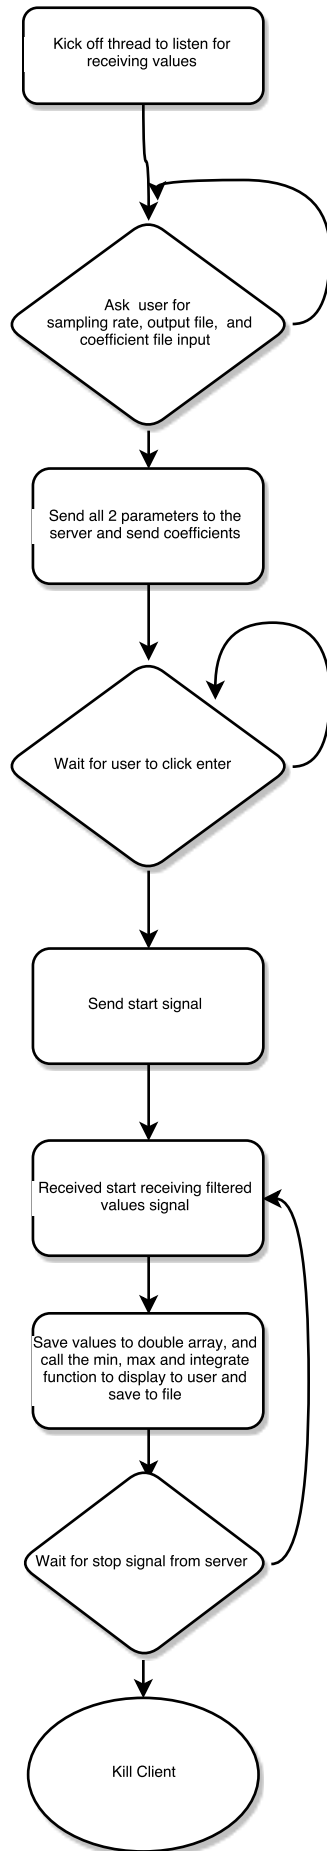 Kick off thread to listen for
receiving values
Ask user for
sampling rate, output file, and
coefficient file input
Send all 2 parameters to the
server and send coefficients
Wait for user to click enter
Send start signal
Received start receiving filtered
values signal
Save values to double array, and
call the min, max and integrate
function to display to user and
save to file
Wait for stop signal from server
Kill Client